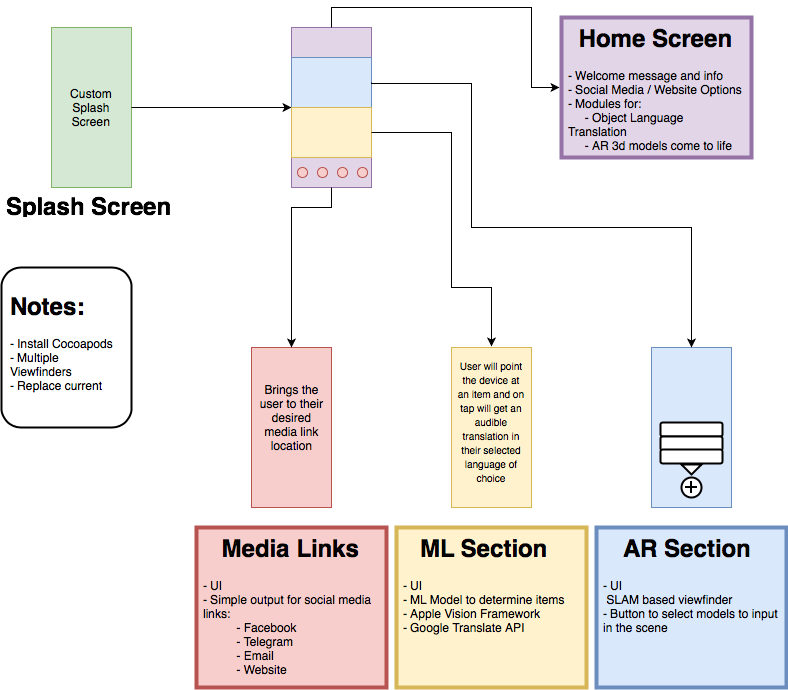 Custom
Splash
Screen
Splash Screen
Home Screen
- Welcome message and info
- Social Media / Website Options
- Modules for:
- Object Language
Translation
- AR 3d models come to life
Notes:
- Install Cocoapods
- Multiple
Viewfinders
- Replace current
Brings the
user to their
desired
media link
location
User will point
the device at
an item and on
tap will get an
audible
translation in
their selected
language of
choice
Media Links
- UI
- Simple output for social media
links:
- Facebook
- Telegram
- Email
- Website
ML Section
- UI
- ML Model to determine items
- Apple Vision Framework
- Google Translate API
AR Section
- UI
SLAM based viewfinder
- Button to select models to input
in the scene